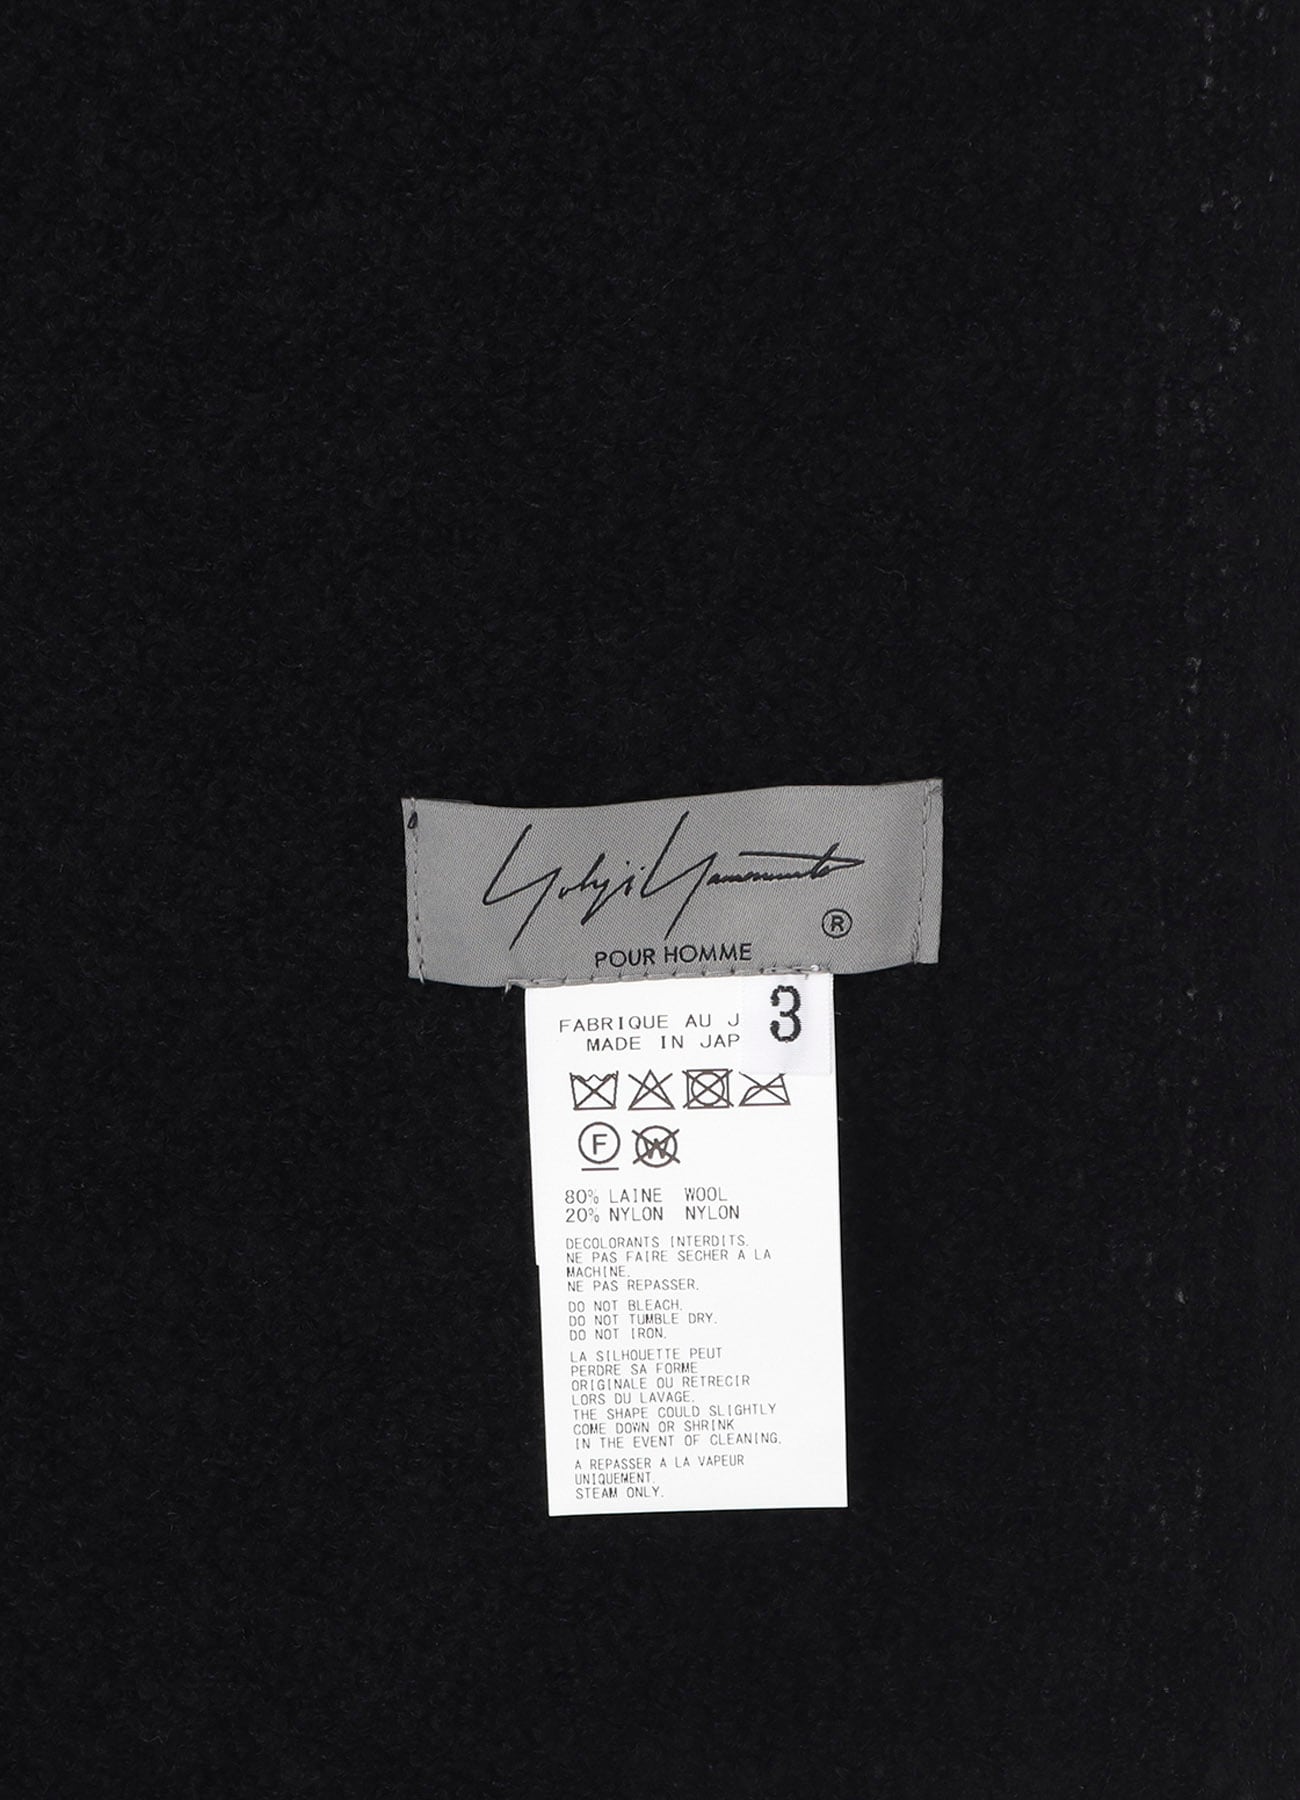 Yohji Yamamoto
®
POUR HOMME
3
FABRIQUE AU J
MADE IN JAP
F
W
80% LAINE WOOL
20% NYLON NYLON
DECOLORANTS INTERDITS.
NE PAS FAIRE SECHER A LA
MACHINE.
NE PAS REPASSER.
DO NOT BLEACH.
DO NOT TUMBLE DRY.
DO NOT IRON.
LA SILHOUETTE PEUT
PERDRE SA FORME
ORIGINALE OU RETRECIR
LORS DU LAVAGE.
THE SHAPE COULD SLIGHTLY
COME DOWN OR SHRINK
IN THE EVENT OF CLEANING.
A REPASSER A LA VAPEUR
UNIQUEMENT.
STEAM ONLY.